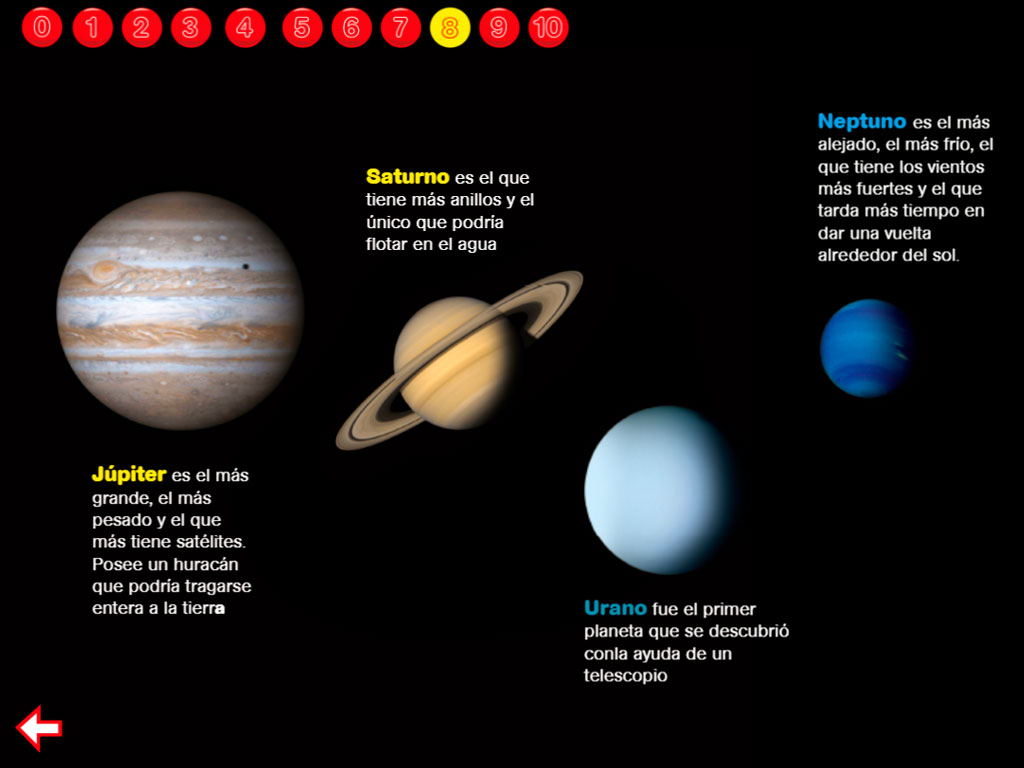 0 1 2 3 4 5 6 7 8 9 10
Neptuno es el más
alejado, el más frío, el
que tiene los vientos
más fuertes y el que
tarda más tiempo en
dar una vuelta
alrededor del sol.
Saturno es el que
tiene más anillos y el
único que podría
flotar en el agua
Júpiter es el más
grande, el más
pesado y el que
más tiene satélites.
Posee un huracán
que podría tragarse
entera a la tierra
Urano fue el primer
planeta que se descubrió
conla ayuda de un
telescopio